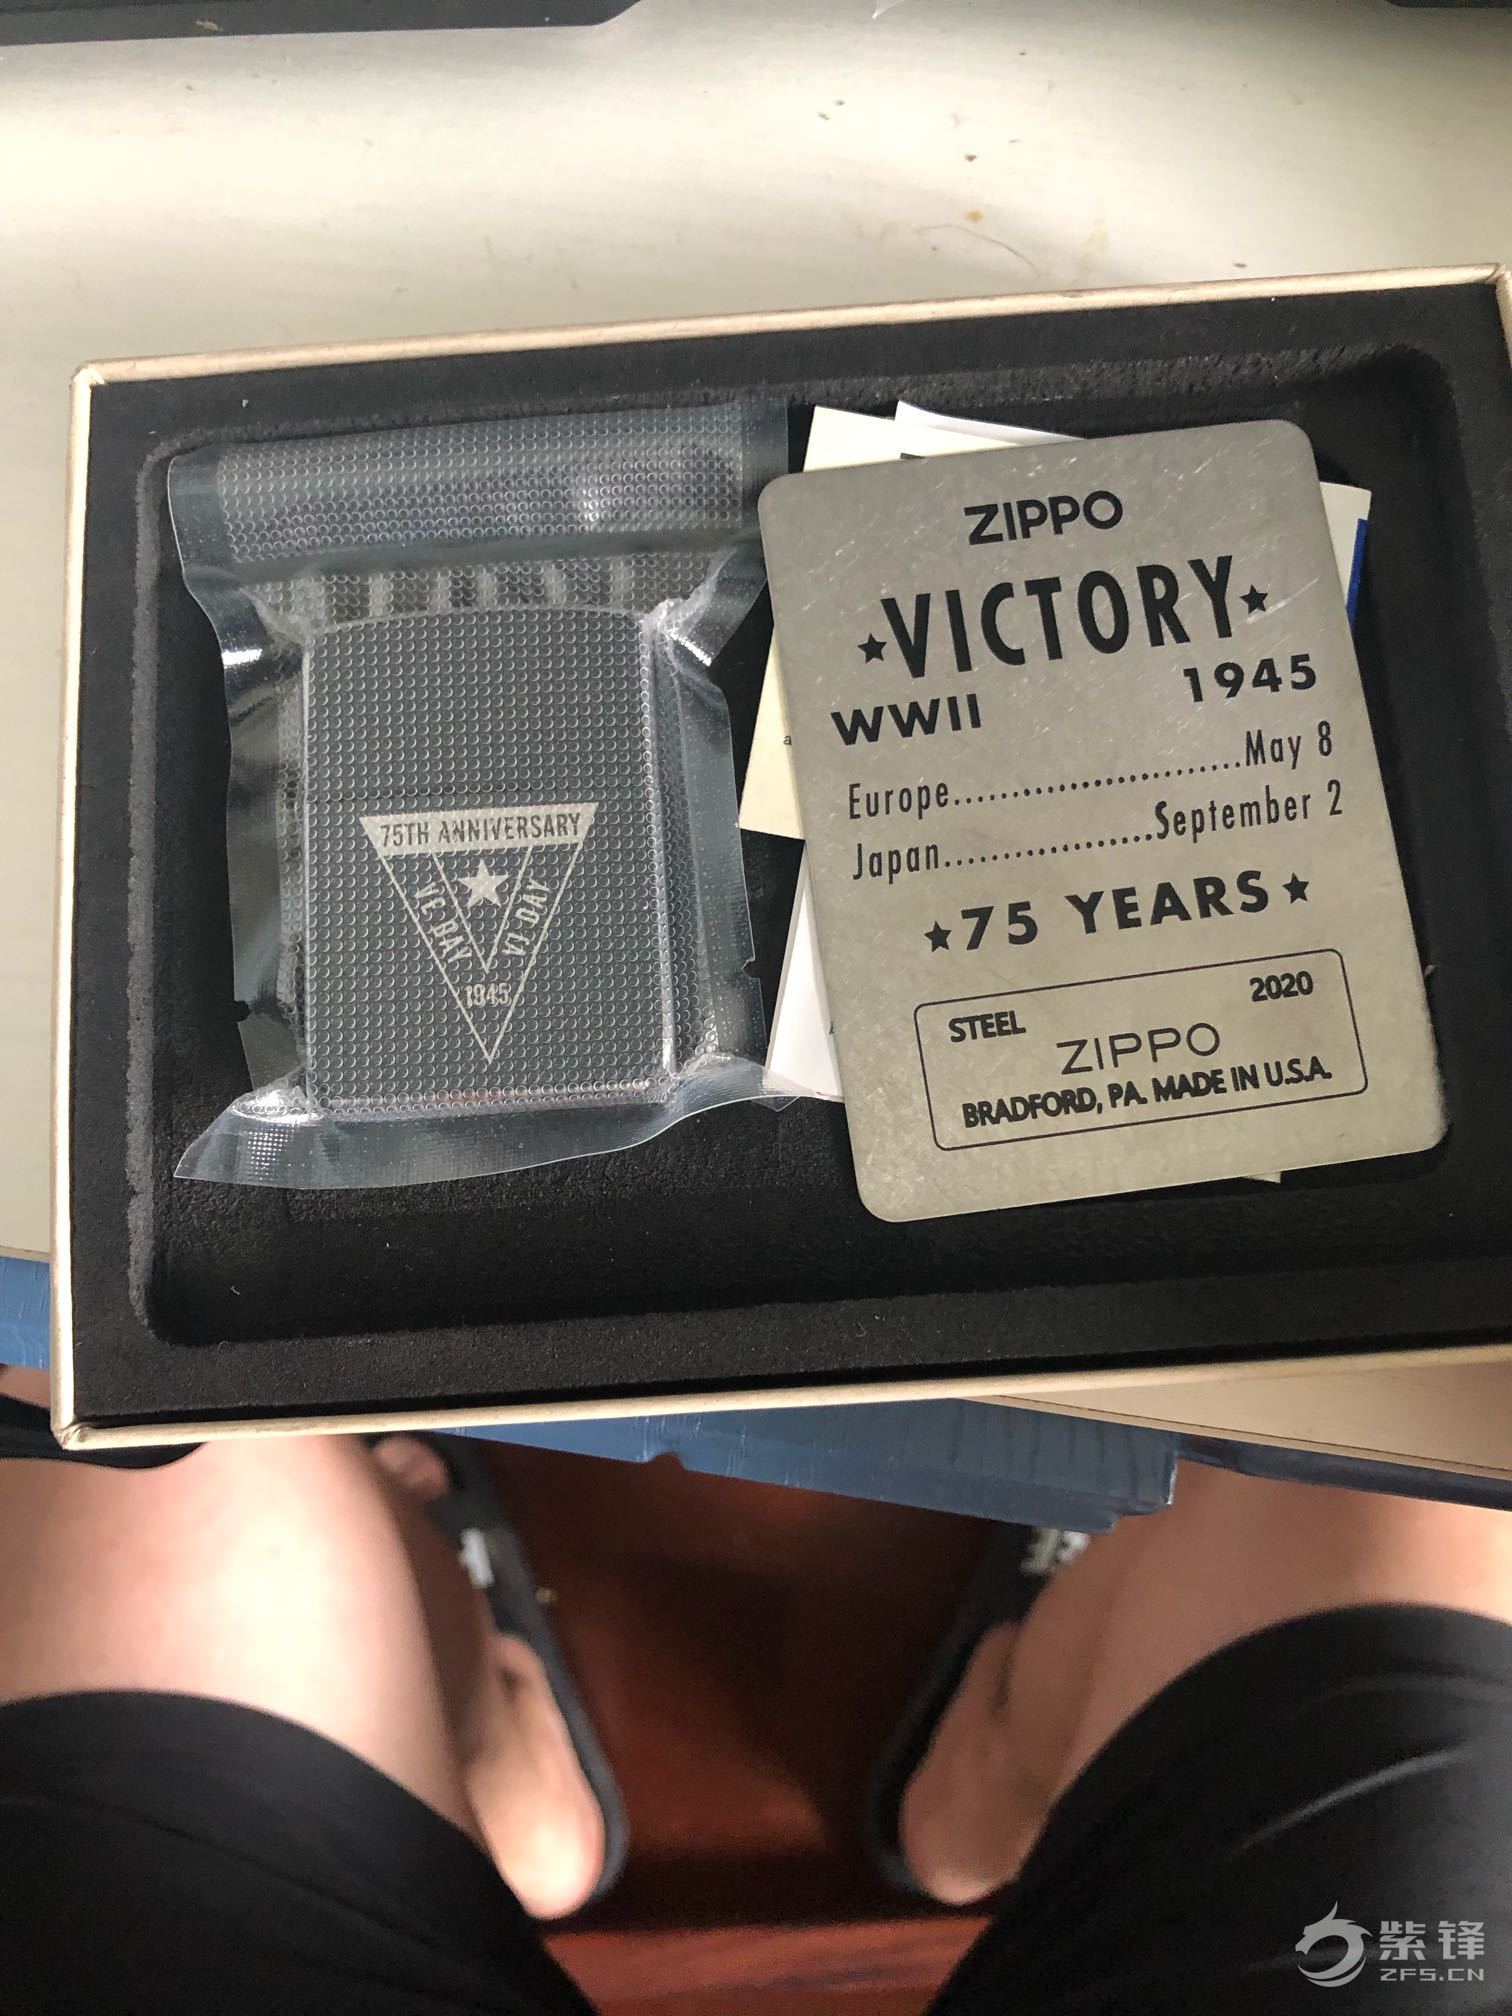 75TH ANNIVERSARY
VE DAY
VJ DAY
1945
ZIPPO
★VICTORY★
WWII 1945
Europe........................May 8
Japan...................September 2
★75 YEARS★
STEEL 2020
ZIPPO
BRADFORD, PA. MADE IN U.S.A.
紫锋
ZFS.CN